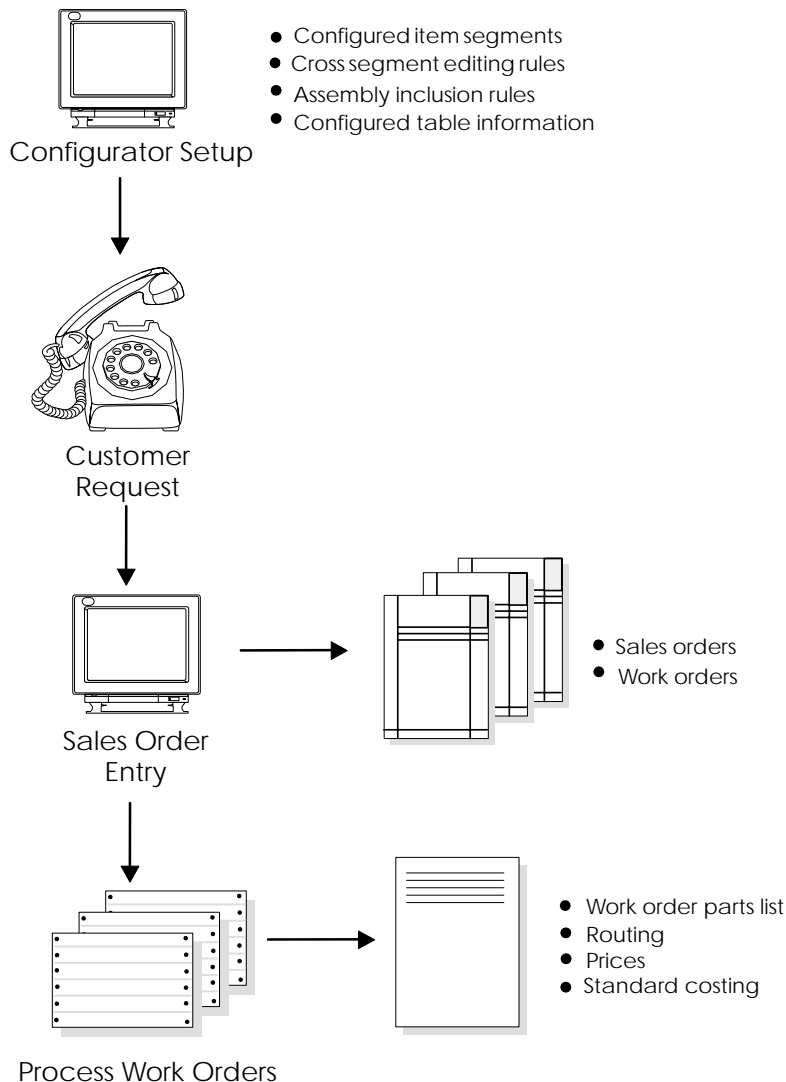 ● Configured item segments
● Cross segment editing rules
● Assembly inclusion rules
● Configured table information
Configurator Setup
Customer
Request
● Sales orders
● Work orders
Sales Order
Entry
● Work order parts list
● Routing
● Prices
● Standard costing
Process Work Orders